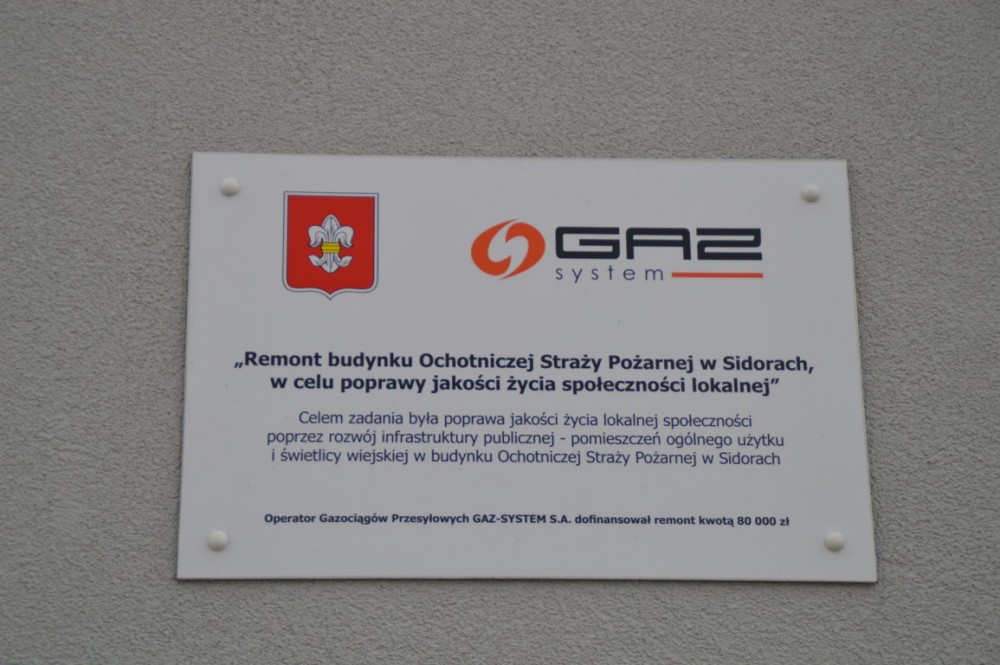 GAZ
system
„Remont budynku Ochotniczej Straży Pożarnej w Sidorach,
w celu poprawy jakości życia społeczności lokalnej”
Celem zadania była poprawa jakości życia lokalnej społeczności
poprzez rozwój infrastruktury publicznej - pomieszczeń ogólnego użytku
i świetlicy wiejskiej w budynku Ochotniczej Straży Pożarnej w Sidorach
Operator Gazociągów Przesyłowych GAZ-SYSTEM S.A. dofinansował remont kwotą 80 000 zł